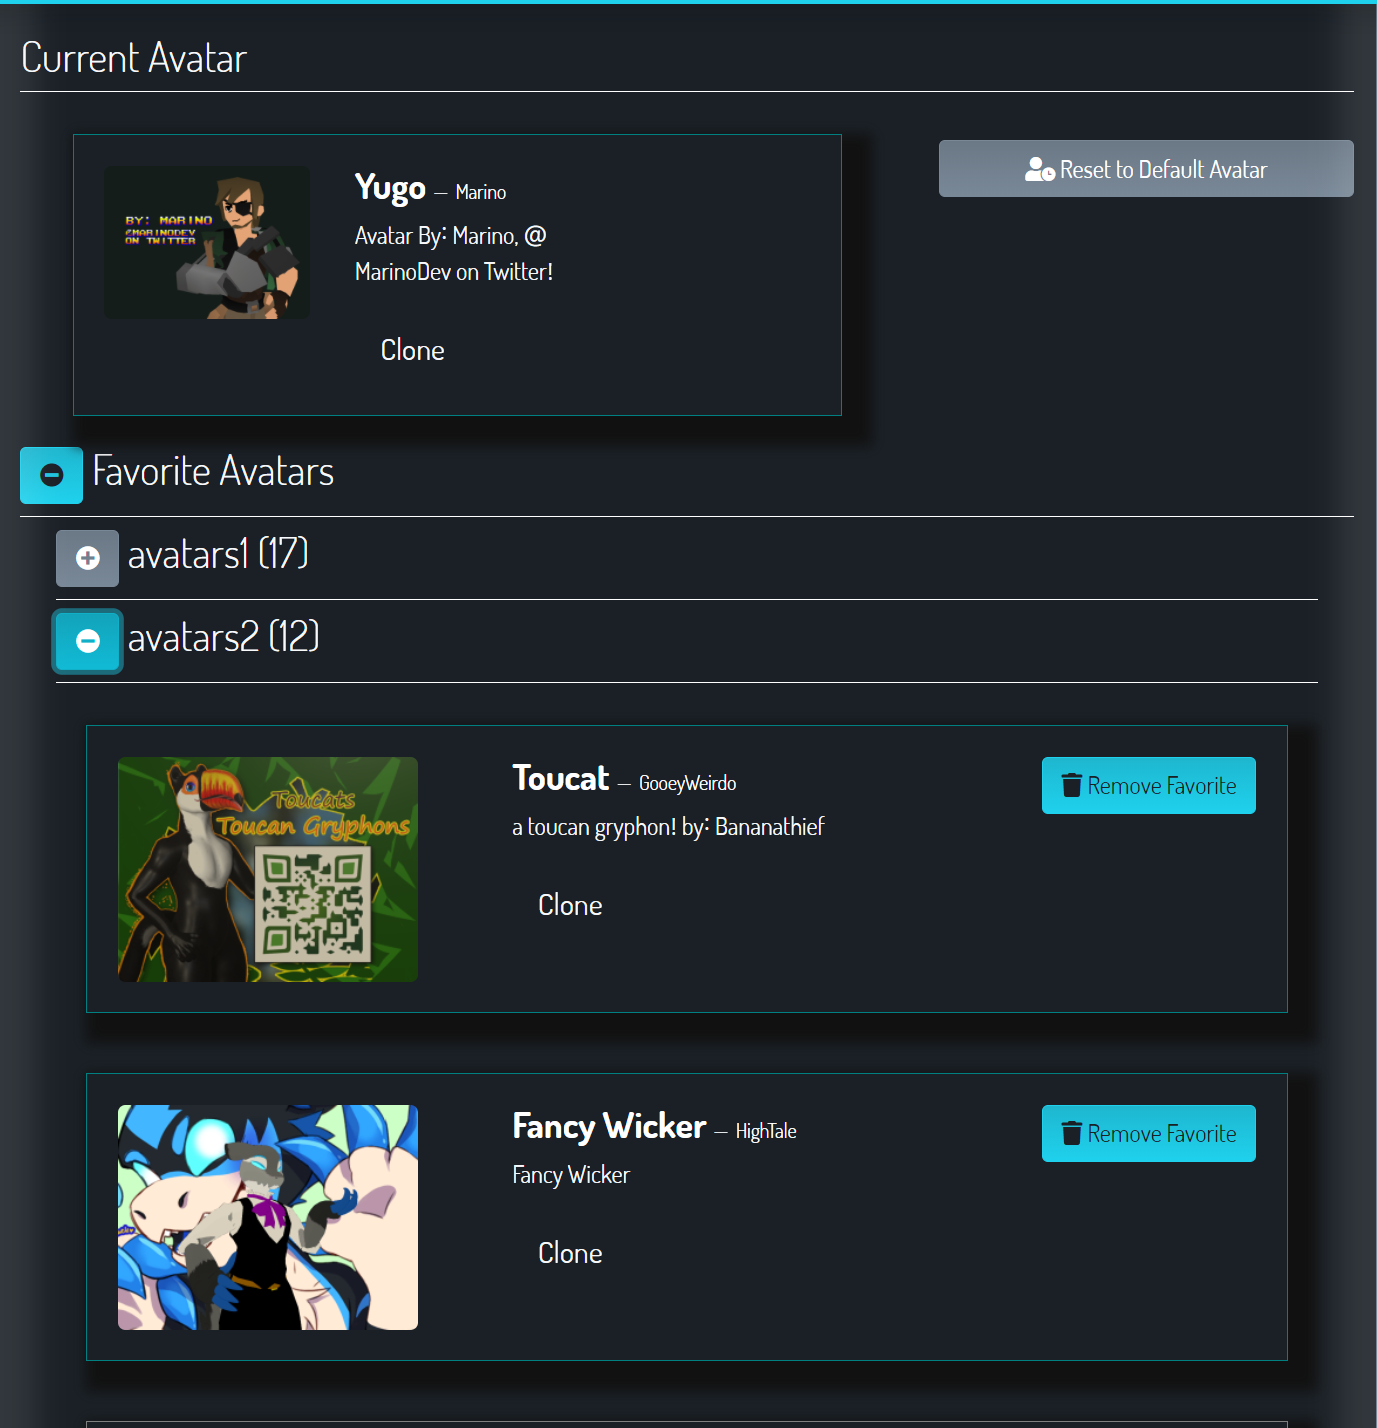 Current Avatar
BY: MARINO
@MARINODEV
ON TWITTER
Yugo — Marino
Avatar By: Marino, @
MarinoDev on Twitter!
Clone
Reset to Default Avatar
Favorite Avatars
avatars1 (17)
avatars2 (12)
Toucats
Toucan Gryphons
Toucat — GooeyWeirdo
a toucan gryphon! by: Bananathief
Clone
Remove Favorite
Fancy Wicker — HighTale
Fancy Wicker
Clone
Remove Favorite